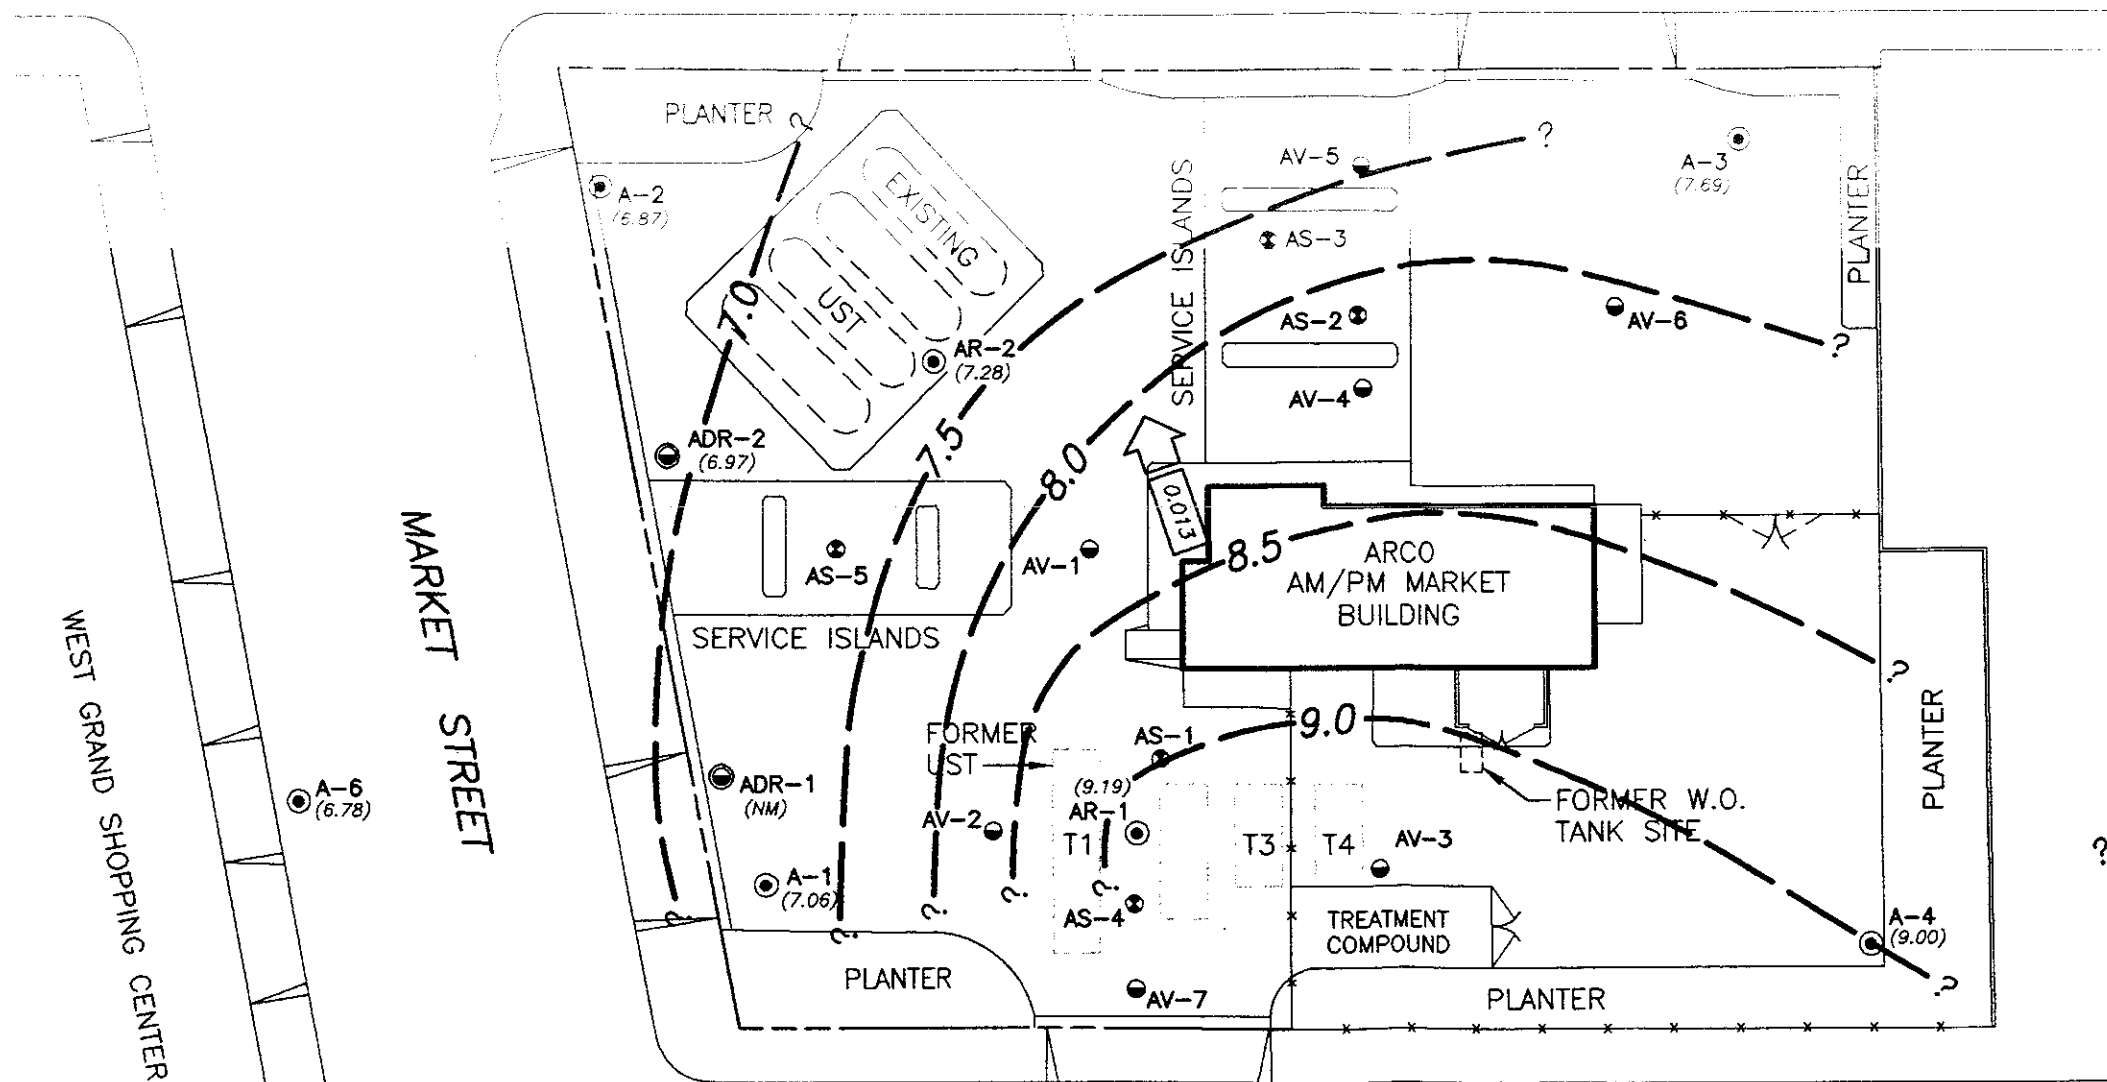 PLANTER
?
A-2
(6.87)
EXISTING
UST
7.0
AR-2
(7.28)
ADR-2
(6.97)
7.5
8.0
SERVICE ISLANDS
AV-5
?
A-3
(7.69)
PLANTER
AS-3
AS-2
AV-6
?
AV-4
0.013
8.5
ARCO
AM/PM MARKET
BUILDING
AS-5
AV-1
SERVICE ISLANDS
MARKET STREET
WEST GRAND SHOPPING CENTER
A-6
(6.78)
ADR-1
(NM)
A-1
(7.06)
?
?
?
?
?
FORMER
UST
AS-1
(9.19)
AR-1
AV-2
T1
T3
T4
AV-3
AS-4
9.0
FORMER W.O.
TANK SITE
?
PLANTER
?
TREATMENT
COMPOUND
A-4
(9.00)
?
PLANTER
AV-7
PLANTER